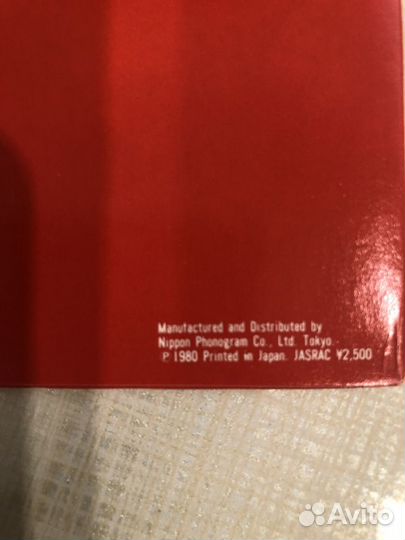 Manufactured and Distributed by
Nippon Phonogram Co., Ltd. Tokyo.
℗ 1980 Printed in Japan. JASRAC ¥2,500
Avito